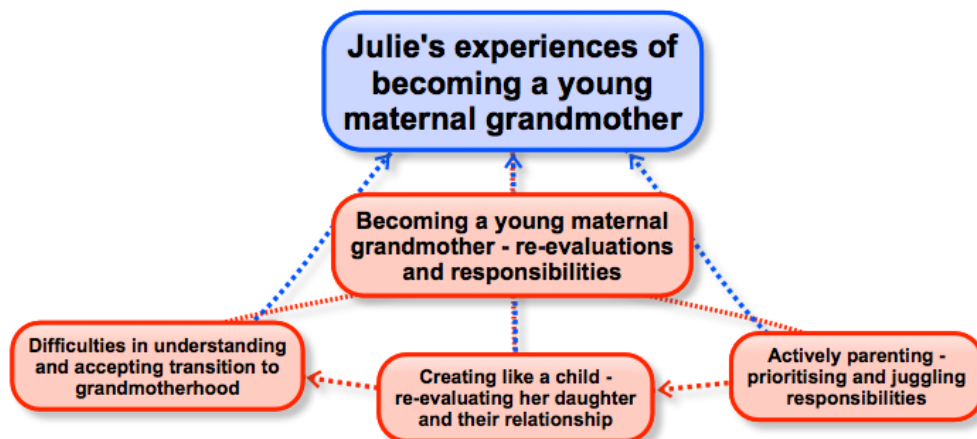 Julie's experiences of
becoming a young
maternal grandmother
Becoming a young maternal
grandmother - re-evaluations
and responsibilities
Difficulties in understanding
and accepting transition to
grandmotherhood
Creating like a child -
re-evaluating her daughter
and their relationship
Actively parenting -
prioritising and juggling
responsibilities